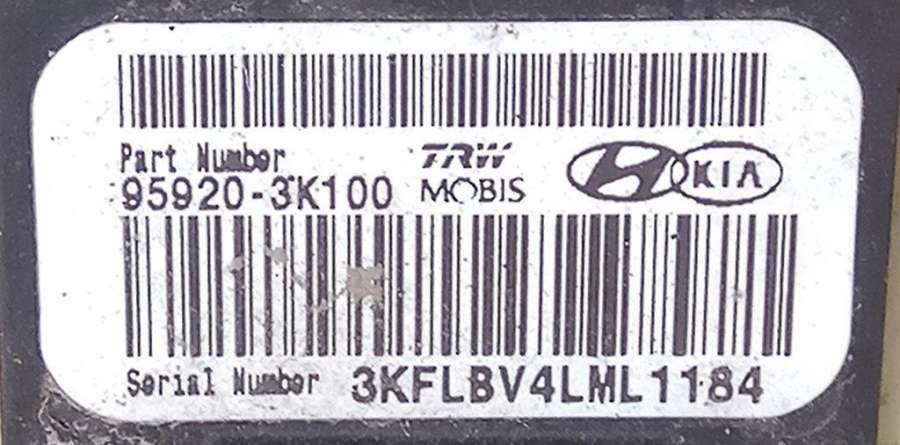 Part Number TRW
95920-3K100 MOBIS KIA
Serial Number 3KFLBV4LML1184